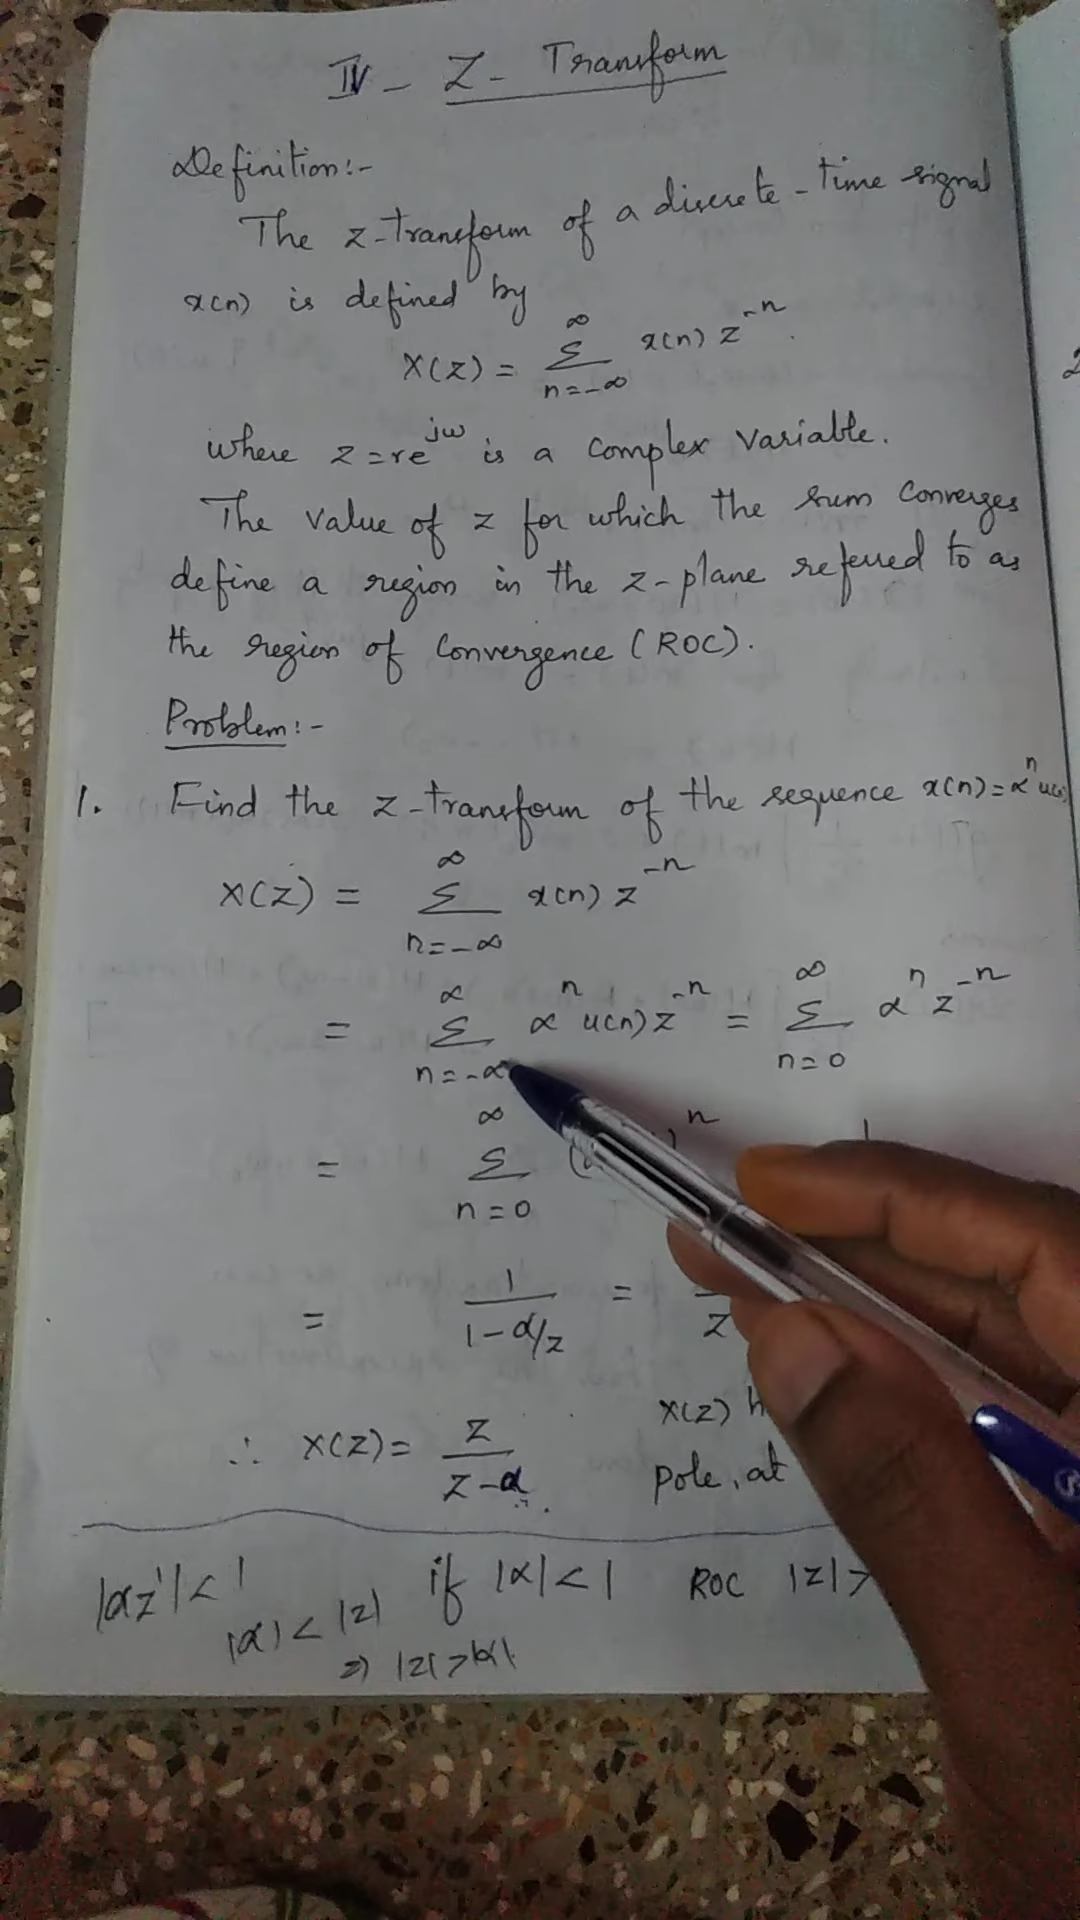 IV - Z - Transform
Definition:-
The z-transform of a discrete-time signal
x(n) is defined by
X(z) = ∑_{n=-∞}^{∞} x(n) z^{-n}.
where z = re^{jω} is a complex variable.
The value of z for which the sum converges
define a region in the z-plane referred to as
the region of convergence (ROC).
Problem:-
1. Find the z-transform of the sequence x(n) = α^n u(n)
X(z) = ∑_{n=-∞}^{∞} x(n) z^{-n}
= ∑_{n=-∞}^{∝} α^n u(n) z^{-n} = ∑_{n=0}^{∞} α^n z^{-n}
= ∑_{n=0}^{∞} ( )^n
= 1/(1-α/z) = z
∴ X(z) = z/(z-α).
X(z)
pole, at
|αz^{-1}| < 1
if |α| < 1 ROC |z| >
|α| < |z|
⇒ |z| > |α|.